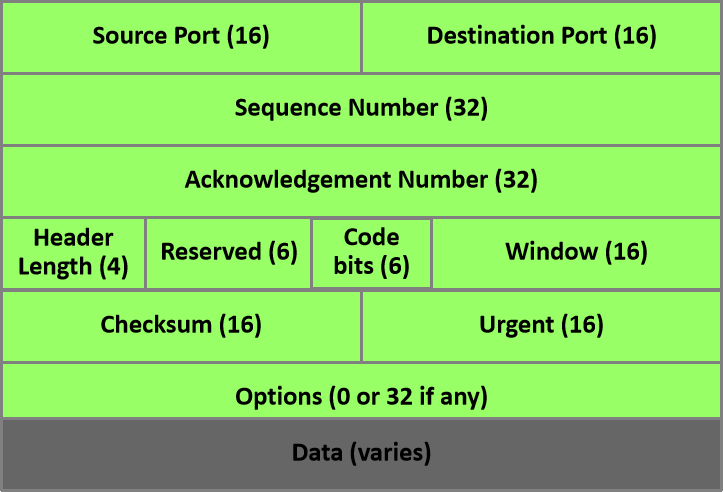 Source Port (16)
Destination Port (16)
Sequence Number (32)
Acknowledgement Number (32)
Header
Length (4)
Reserved (6)
Code
bits (6)
Window (16)
Checksum (16)
Urgent (16)
Options (0 or 32 if any)
Data (varies)